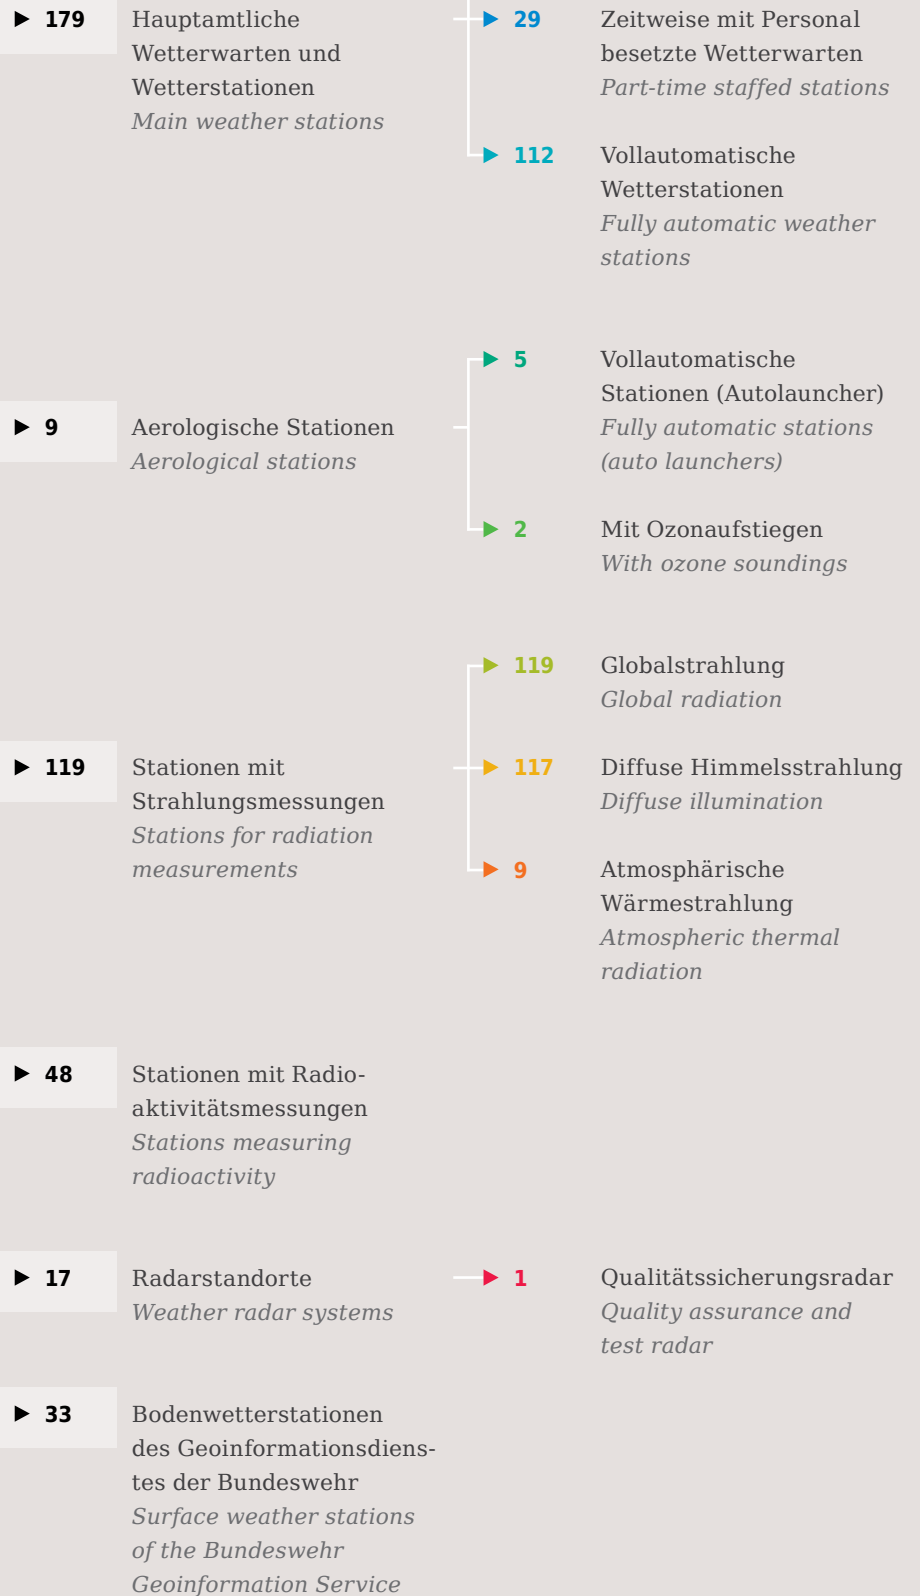 179
Hauptamtliche
Wetterwarten und
Wetterstationen
Main weather stations
29
Zeitweise mit Personal
besetzte Wetterwarten
Part-time staffed stations
112
Vollautomatische
Wetterstationen
Fully automatic weather
stations
9
Aerologische Stationen
Aerological stations
5
Vollautomatische
Stationen (Autolauncher)
Fully automatic stations
(auto launchers)
2
Mit Ozonaufstiegen
With ozone soundings
119
Stationen mit
Strahlungsmessungen
Stations for radiation
measurements
119
Globalstrahlung
Global radiation
117
Diffuse Himmelsstrahlung
Diffuse illumination
9
Atmosphärische
Wärmestrahlung
Atmospheric thermal
radiation
48
Stationen mit Radio-
aktivitätsmessungen
Stations measuring
radioactivity
17
Radarstandorte
Weather radar systems
1
Qualitätssicherungsradar
Quality assurance and
test radar
33
Bodenwetterstationen
des Geoinformationsdiens-
tes der Bundeswehr
Surface weather stations
of the Bundeswehr
Geoinformation Service